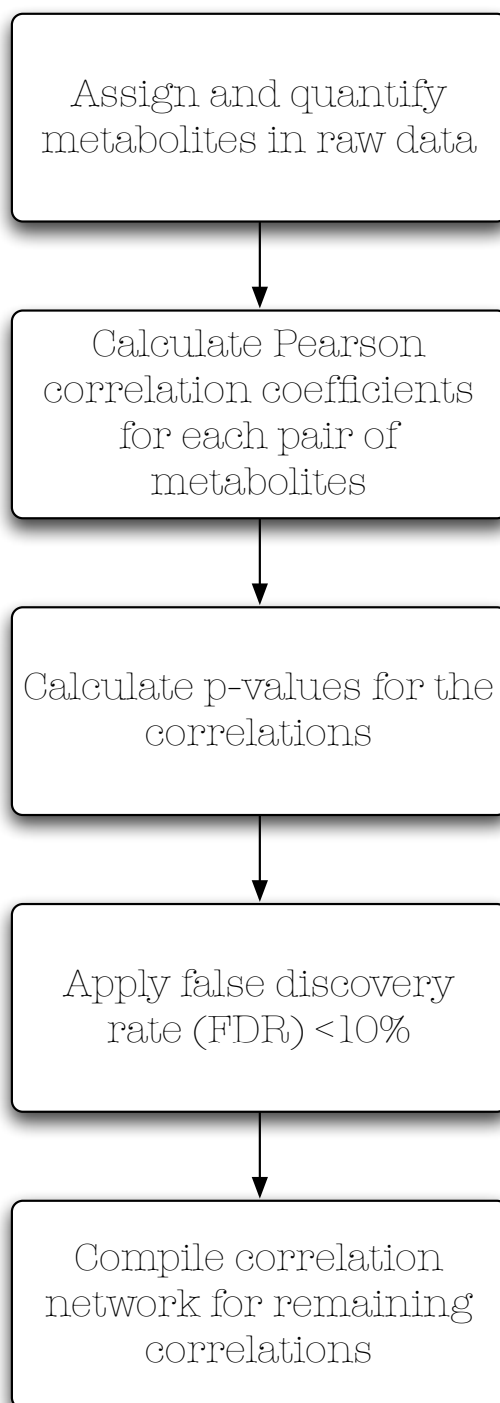 Assign and quantify
metabolites in raw data
Calculate Pearson
correlation coefficients
for each pair of
metabolites
Calculate p-values for the
correlations
Apply false discovery
rate (FDR) <10%
Compile correlation
network for remaining
correlations